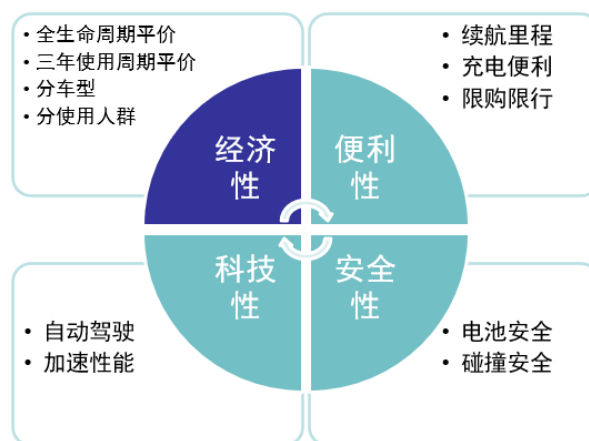 • 全生命周期平价
• 三年使用周期平价
• 分车型
• 分使用人群
• 续航里程
• 充电便利
• 限购限行
经济
性
便利
性
科技
性
安全
性
• 自动驾驶
• 加速性能
• 电池安全
• 碰撞安全